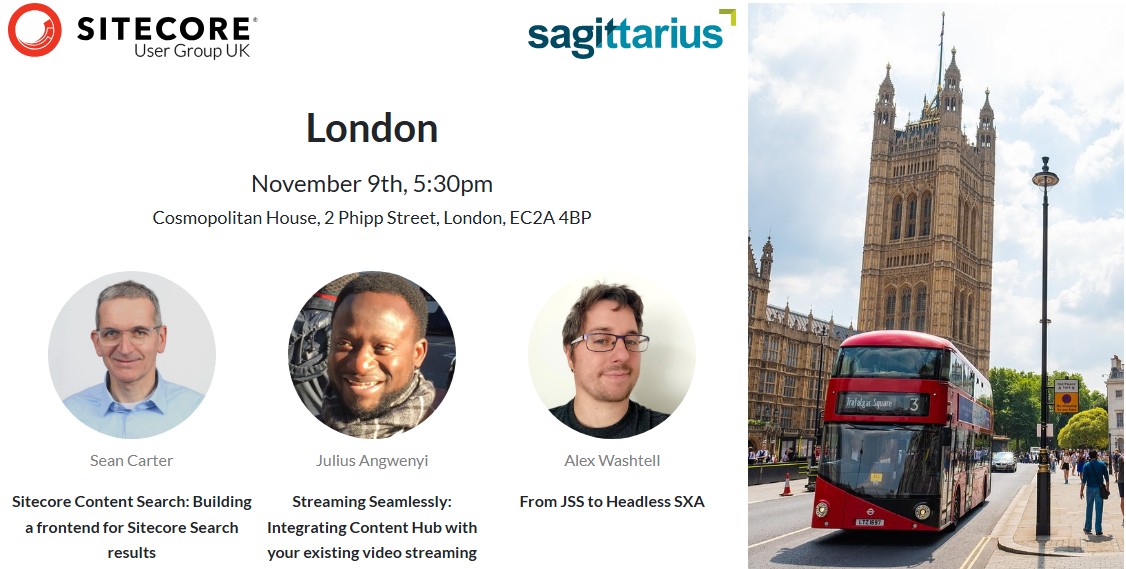 SITECORE
User Group UK
sagittarius
London
November 9th, 5:30pm
Cosmopolitan House, 2 Phipp Street, London, EC2A 4BP
Sean Carter
Julius Angwenyi
Alex Washtell
Sitecore Content Search: Building
a frontend for Sitecore Search
results
Streaming Seamlessly:
Integrating Content Hub with
your existing video streaming
From JSS to Headless SXA
Trafalgar Square 3
LTZ 1697